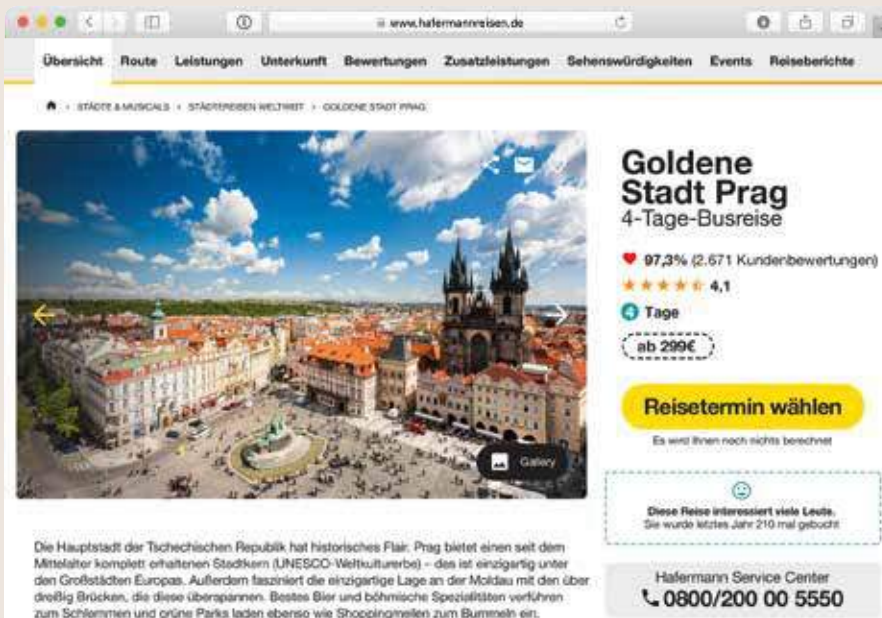 www.hafermannreisen.de
Übersicht Route Leistungen Unterkunft Bewertungen Zusatzleistungen Sehenswürdigkeiten Events Reiseberichte
STÄDTE & MUSICALS › STÄDTEREISEN WELTWEIT › GOLDENE STADT PRAG
Goldene
Stadt Prag
4-Tage-Busreise
97,3% (2.671 Kundenbewertungen)
4,1
4 Tage
ab 299€
Reisetermin wählen
Es wird Ihnen noch nichts berechnet
Gallery
Diese Reise interessiert viele Leute.
Sie wurde letztes Jahr 210 mal gebucht
Die Hauptstadt der Tschechischen Republik hat historisches Flair. Prag bietet einen seit dem
Mittelalter komplett erhaltenen Stadtkern (UNESCO-Weltkulturerbe) – das ist einzigartig unter
den Großstädten Europas. Außerdem fasziniert die einzigartige Lage an der Moldau mit den über
dreißig Brücken, die diese überspannen. Bestes Bier und böhmische Spezialitäten verführen
zum Schlemmen und grüne Parks laden ebenso wie Shoppingmeilen zum Bummeln ein.
Hafermann Service Center
0800/200 00 5550